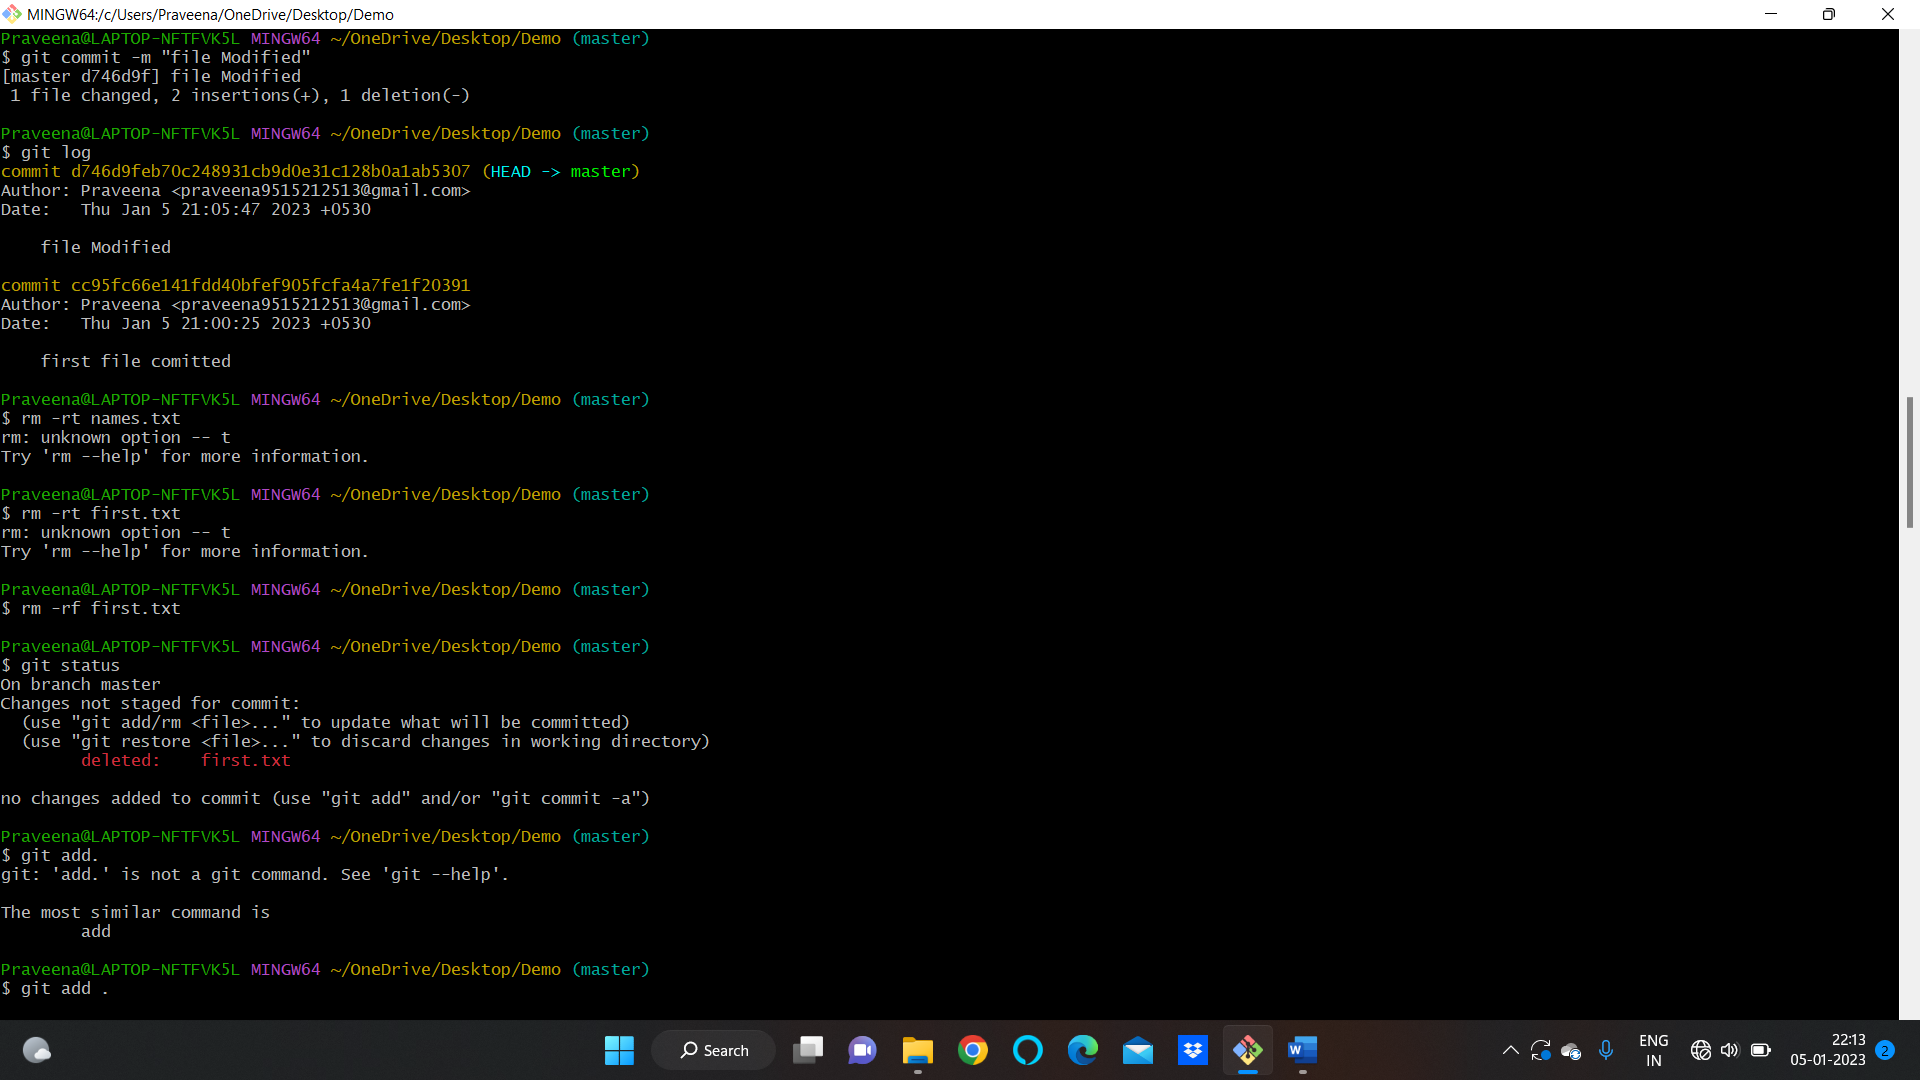 MINGW64:/c/Users/Praveena/OneDrive/Desktop/Demo
Praveena@LAPTOP-NFTFVK5L MINGW64 ~/OneDrive/Desktop/Demo (master)
$ git commit -m "file Modified"
[master d746d9f] file Modified
1 file changed, 2 insertions(+), 1 deletion(-)
Praveena@LAPTOP-NFTFVK5L MINGW64 ~/OneDrive/Desktop/Demo (master)
$ git log
commit d746d9feb70c248931cb9d0e31c128b0a1ab5307 (HEAD -> master)
Author: Praveena <praveena9515212513@gmail.com>
Date:   Thu Jan 5 21:05:47 2023 +0530
file Modified
commit cc95fc66e141fdd40bfef905fcfa4a7fe1f20391
Author: Praveena <praveena9515212513@gmail.com>
Date:   Thu Jan 5 21:00:25 2023 +0530
first file comitted
Praveena@LAPTOP-NFTFVK5L MINGW64 ~/OneDrive/Desktop/Demo (master)
$ rm -rt names.txt
rm: unknown option -- t
Try 'rm --help' for more information.
Praveena@LAPTOP-NFTFVK5L MINGW64 ~/OneDrive/Desktop/Demo (master)
$ rm -rt first.txt
rm: unknown option -- t
Try 'rm --help' for more information.
Praveena@LAPTOP-NFTFVK5L MINGW64 ~/OneDrive/Desktop/Demo (master)
$ rm -rf first.txt
Praveena@LAPTOP-NFTFVK5L MINGW64 ~/OneDrive/Desktop/Demo (master)
$ git status
On branch master
Changes not staged for commit:
(use "git add/rm <file>..." to update what will be committed)
(use "git restore <file>..." to discard changes in working directory)
deleted:    first.txt
no changes added to commit (use "git add" and/or "git commit -a")
Praveena@LAPTOP-NFTFVK5L MINGW64 ~/OneDrive/Desktop/Demo (master)
$ git add.
git: 'add.' is not a git command. See 'git --help'.
The most similar command is
add
Praveena@LAPTOP-NFTFVK5L MINGW64 ~/OneDrive/Desktop/Demo (master)
$ git add .
Search
W
ENG
IN
22:13
05-01-2023
2